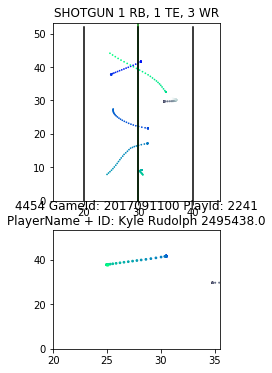 SHOTGUN 1 RB, 1 TE, 3 WR
50
40
30
20
10
0
20 30 40
4454 GameId: 2017091100 PlayId: 2241
PlayerName + ID: Kyle Rudolph 2495438.0
40
20
0
20 25 30 35